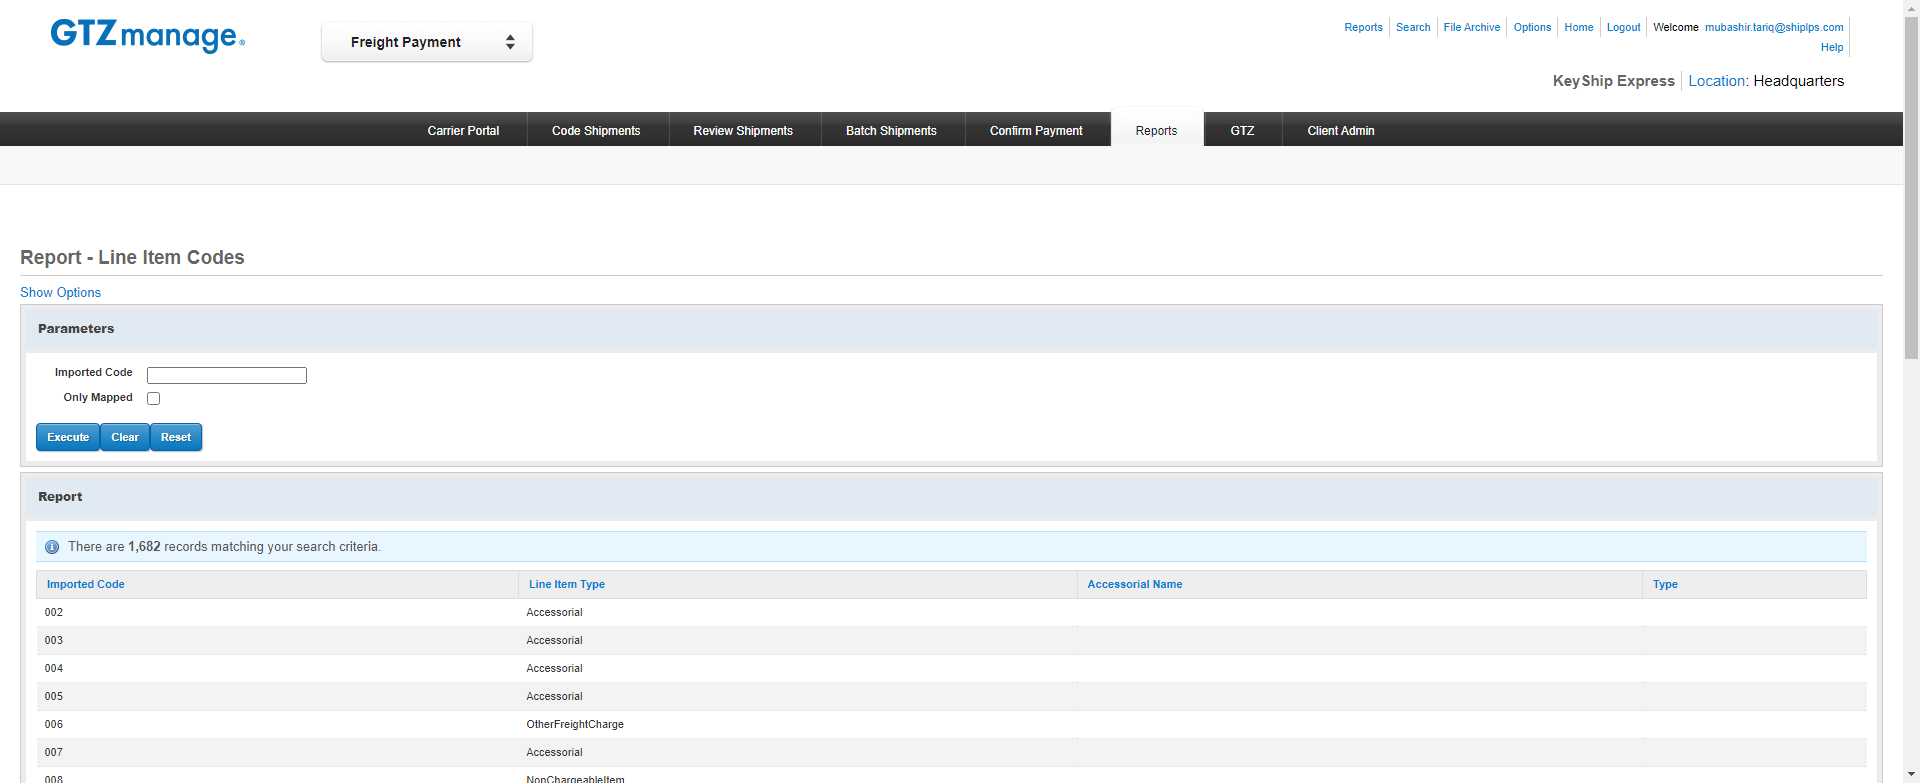 GTZmanage®
Freight Payment
Reports Search File Archive Options Home Logout Welcome mubashir.tariq@shiplps.com
Help
KeyShip Express Location: Headquarters
Carrier Portal Code Shipments Review Shipments Batch Shipments Confirm Payment Reports GTZ Client Admin
Report - Line Item Codes
Show Options
Parameters
Imported Code
Only Mapped
Execute Clear Reset
Report
There are 1,682 records matching your search criteria.
Imported Code Line Item Type Accessorial Name Type
002 Accessorial
003 Accessorial
004 Accessorial
005 Accessorial
006 OtherFreightCharge
007 Accessorial
008 NonChargeableItem